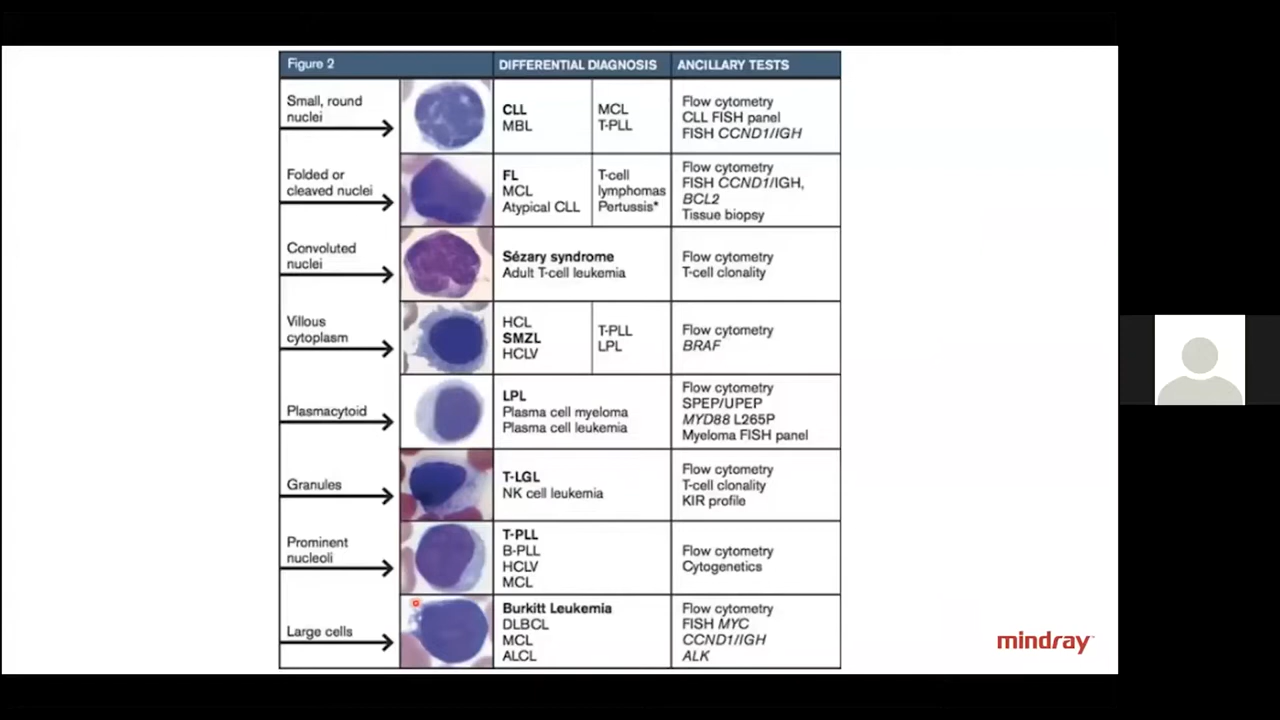 Figure 2
DIFFERENTIAL DIAGNOSIS
ANCILLARY TESTS
Small, round
nuclei
CLL
MBL
MCL
T-PLL
Flow cytometry
CLL FISH panel
FISH CCND1/IGH
Folded or
cleaved nuclei
FL
MCL
Atypical CLL
T-cell
lymphomas
Pertussis*
Flow cytometry
FISH CCND1/IGH,
BCL2
Tissue biopsy
Convoluted
nuclei
Sézary syndrome
Adult T-cell leukemia
Flow cytometry
T-cell clonality
Villous
cytoplasm
HCL
SMZL
HCLV
T-PLL
LPL
Flow cytometry
BRAF
Plasmacytoid
LPL
Plasma cell myeloma
Plasma cell leukemia
Flow cytometry
SPEP/UPEP
MYD88 L265P
Myeloma FISH panel
Granules
T-LGL
NK cell leukemia
Flow cytometry
T-cell clonality
KIR profile
Prominent
nucleoli
T-PLL
B-PLL
HCLV
MCL
Flow cytometry
Cytogenetics
Large cells
Burkitt Leukemia
DLBCL
MCL
ALCL
Flow cytometry
FISH MYC
CCND1/IGH
ALK
mindray